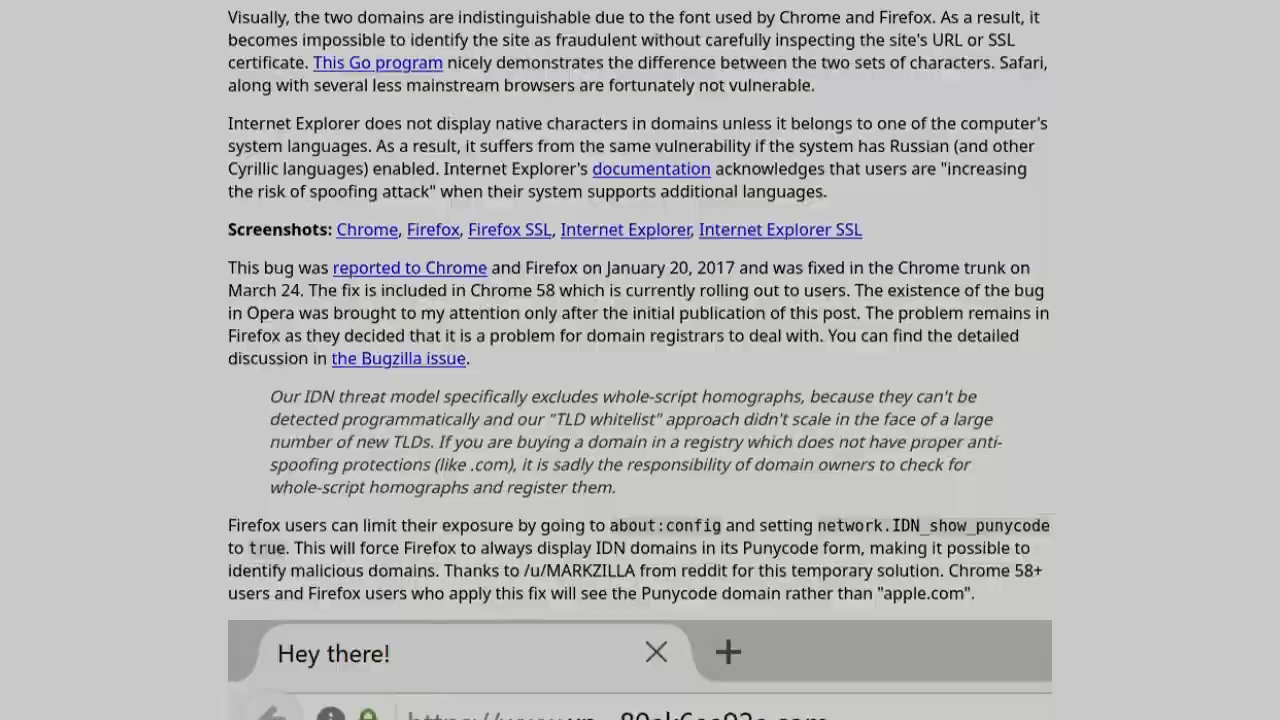 Visually, the two domains are indistinguishable due to the font used by Chrome and Firefox. As a result, it
becomes impossible to identify the site as fraudulent without carefully inspecting the site's URL or SSL
certificate. This Go program nicely demonstrates the difference between the two sets of characters. Safari,
along with several less mainstream browsers are fortunately not vulnerable.
Internet Explorer does not display native characters in domains unless it belongs to one of the computer's
system languages. As a result, it suffers from the same vulnerability if the system has Russian (and other
Cyrillic languages) enabled. Internet Explorer's documentation acknowledges that users are "increasing
the risk of spoofing attack" when their system supports additional languages.
Screenshots: Chrome, Firefox, Firefox SSL, Internet Explorer, Internet Explorer SSL
This bug was reported to Chrome and Firefox on January 20, 2017 and was fixed in the Chrome trunk on
March 24. The fix is included in Chrome 58 which is currently rolling out to users. The existence of the bug
in Opera was brought to my attention only after the initial publication of this post. The problem remains in
Firefox as they decided that it is a problem for domain registrars to deal with. You can find the detailed
discussion in the Bugzilla issue.
Our IDN threat model specifically excludes whole-script homographs, because they can't be
detected programmatically and our "TLD whitelist" approach didn't scale in the face of a large
number of new TLDs. If you are buying a domain in a registry which does not have proper anti-
spoofing protections (like .com), it is sadly the responsibility of domain owners to check for
whole-script homographs and register them.
Firefox users can limit their exposure by going to about:config and setting network.IDN_show_punycode
to true. This will force Firefox to always display IDN domains in its Punycode form, making it possible to
identify malicious domains. Thanks to /u/MARKZILLA from reddit for this temporary solution. Chrome 58+
users and Firefox users who apply this fix will see the Punycode domain rather than "apple.com".
Hey there!